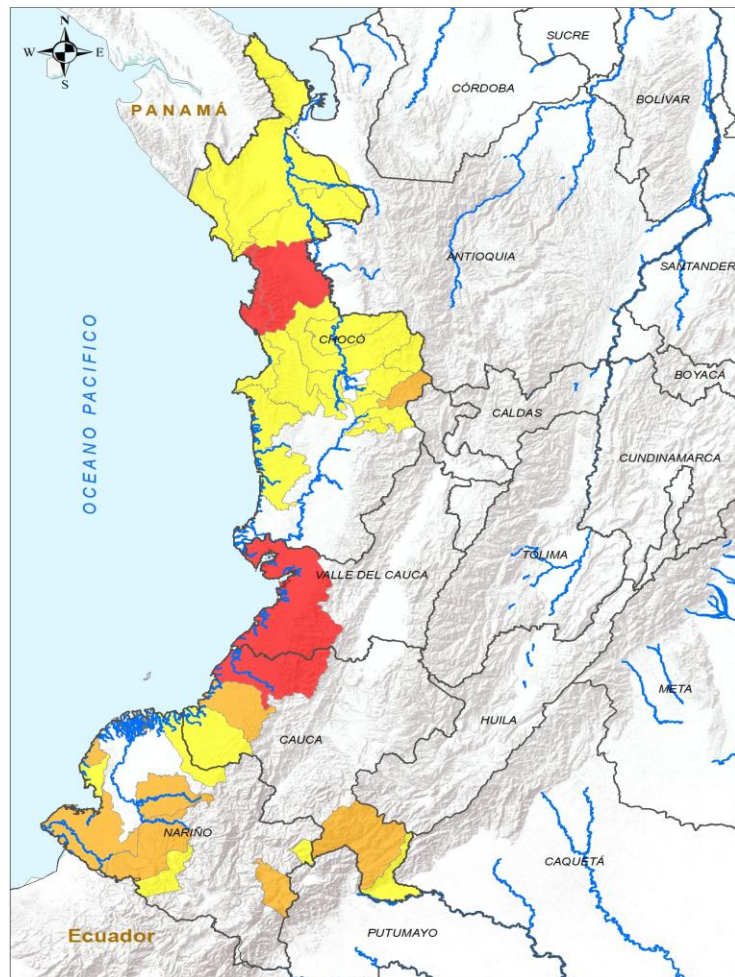 N
W E
S
SUCRE
CÓRDOBA
BOLÍVAR
PANAMÁ
ANTIOQUIA
SANTANDER
CHOCÓ
BOYACÁ
CALDAS
OCEANO PACIFICO
CUNDINAMARCA
TOLIMA
VALLE DEL CAUCA
META
HUILA
CAUCA
NARIÑO
CAQUETÁ
PUTUMAYO
Ecuador